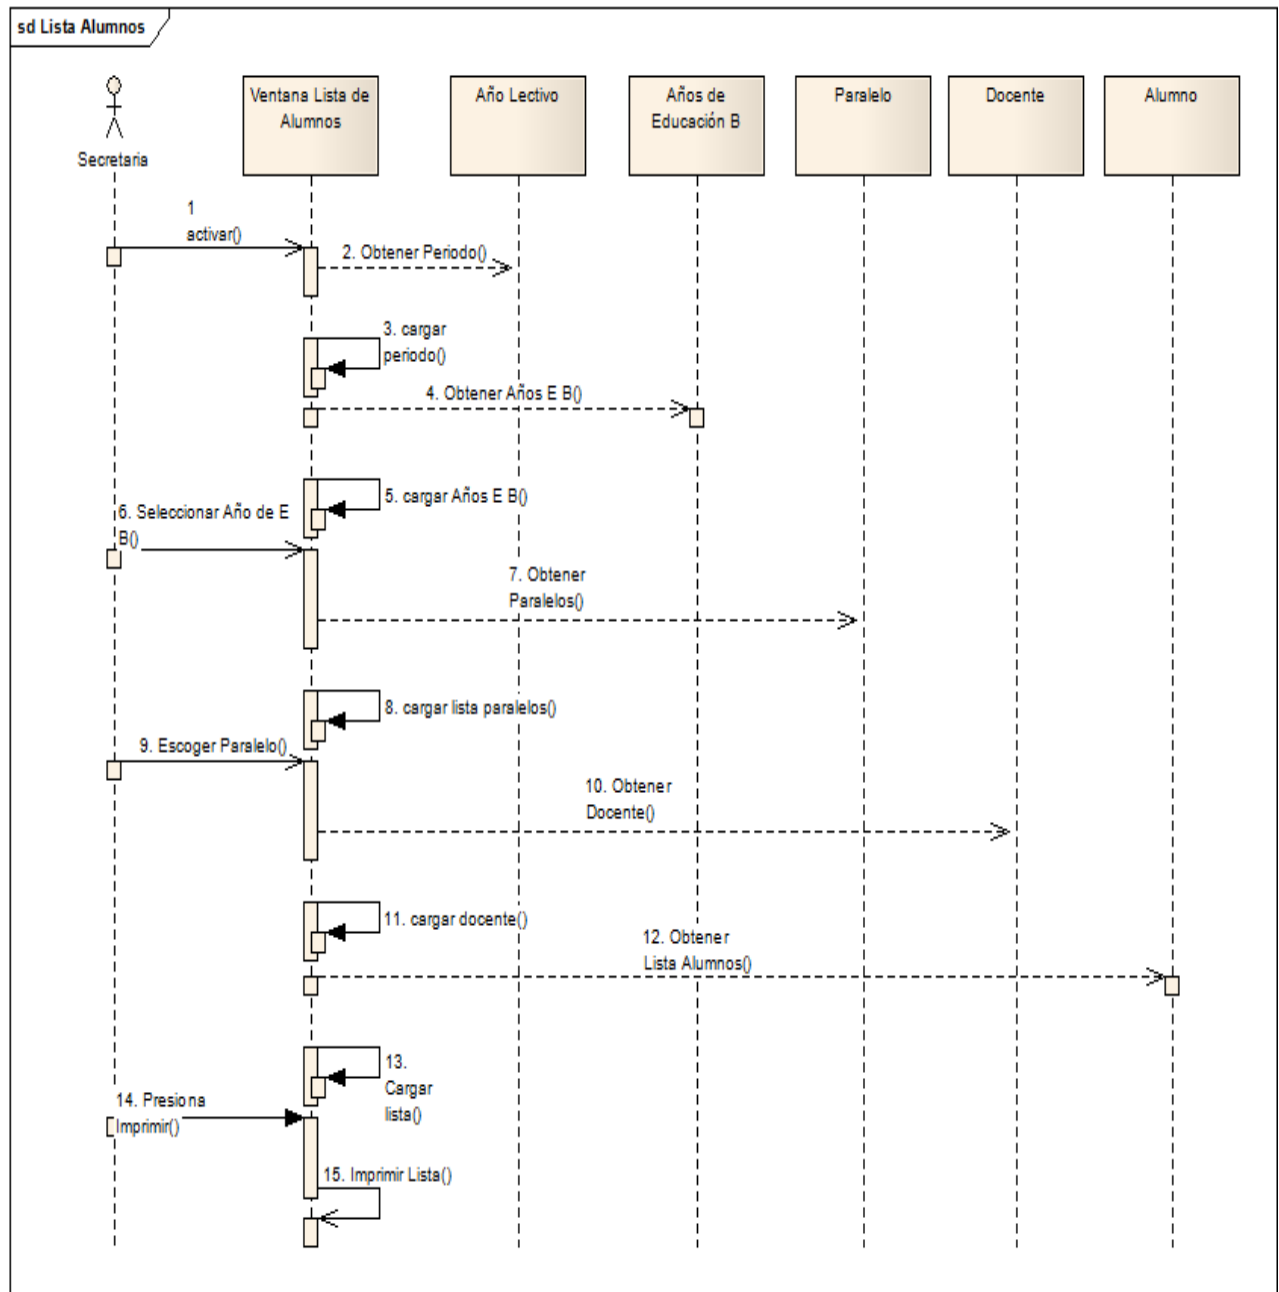 sd Lista Alumnos
Secretaria
Ventana Lista de
Alumnos
Año Lectivo
Años de
Educación B
Paralelo
Docente
Alumno
1
activar()
2. Obtener Periodo()
3. cargar
periodo()
4. Obtener Años E B()
5. cargar Años E B()
6. Seleccionar Año de E
B()
7. Obtener
Paralelos()
8. cargar lista paralelos()
9. Escoger Paralelo()
10. Obtener
Docente()
11. cargar docente()
12. Obtener
Lista Alumnos()
13.
Cargar
lista()
14. Presiona
Imprimir()
15. Imprimir Lista()